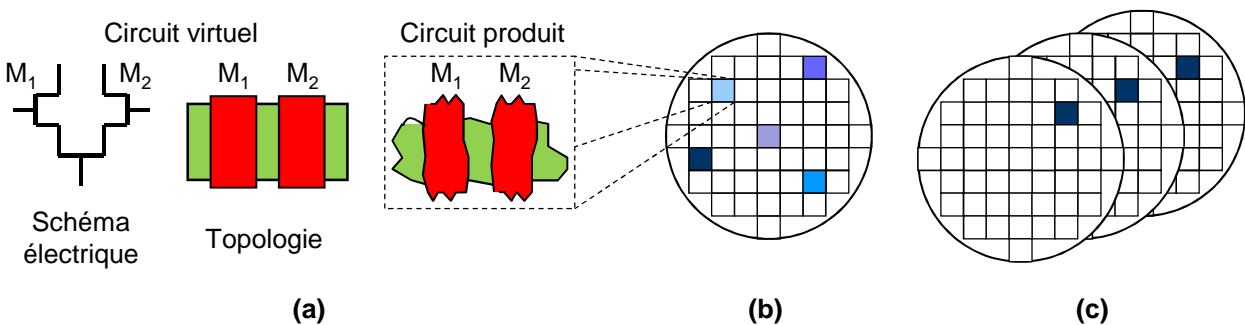 Circuit virtuel
Circuit produit
M1
M2
M1
M2
M1
M2
Schéma
électrique
Topologie
(a)
(b)
(c)